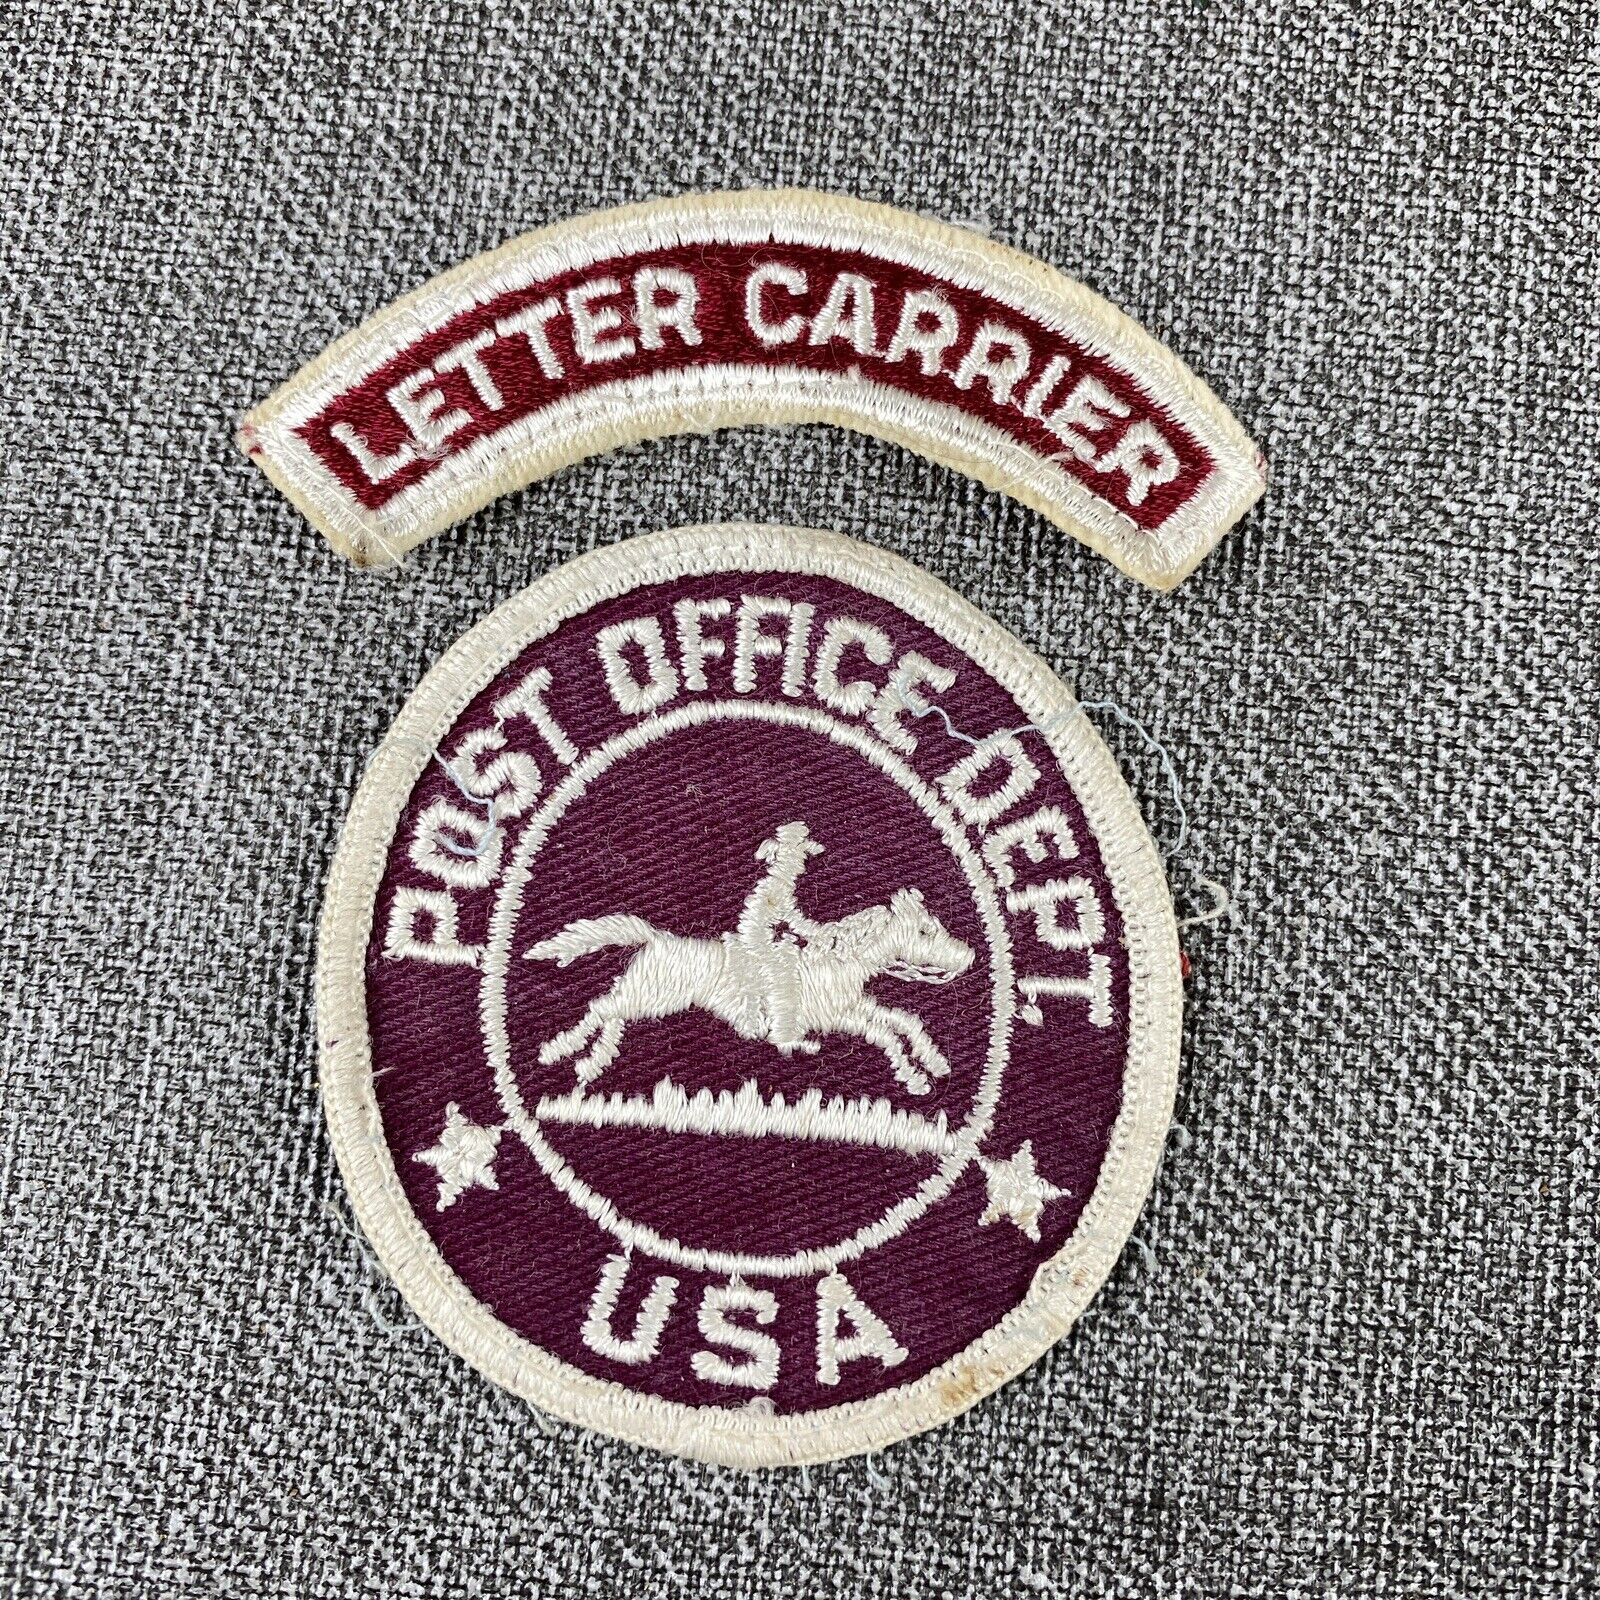 LETTER CARRIER
POST OFFICE DEPT.
USA